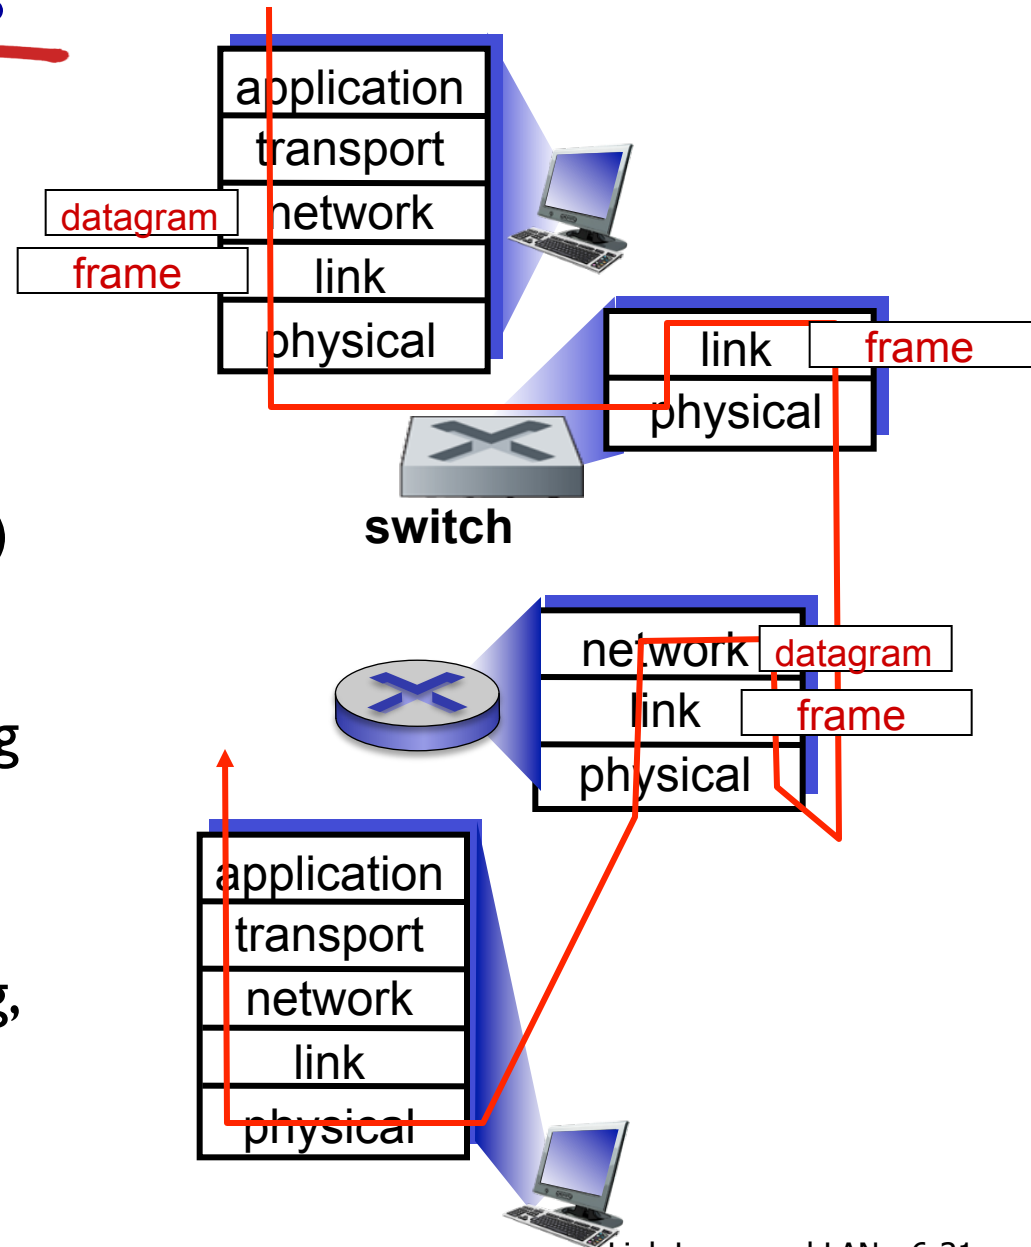 application
transport
datagram network
frame link
physical
link frame
physical
switch
)
network datagram
link frame
physical
g
application
transport
network
g,
link
physical